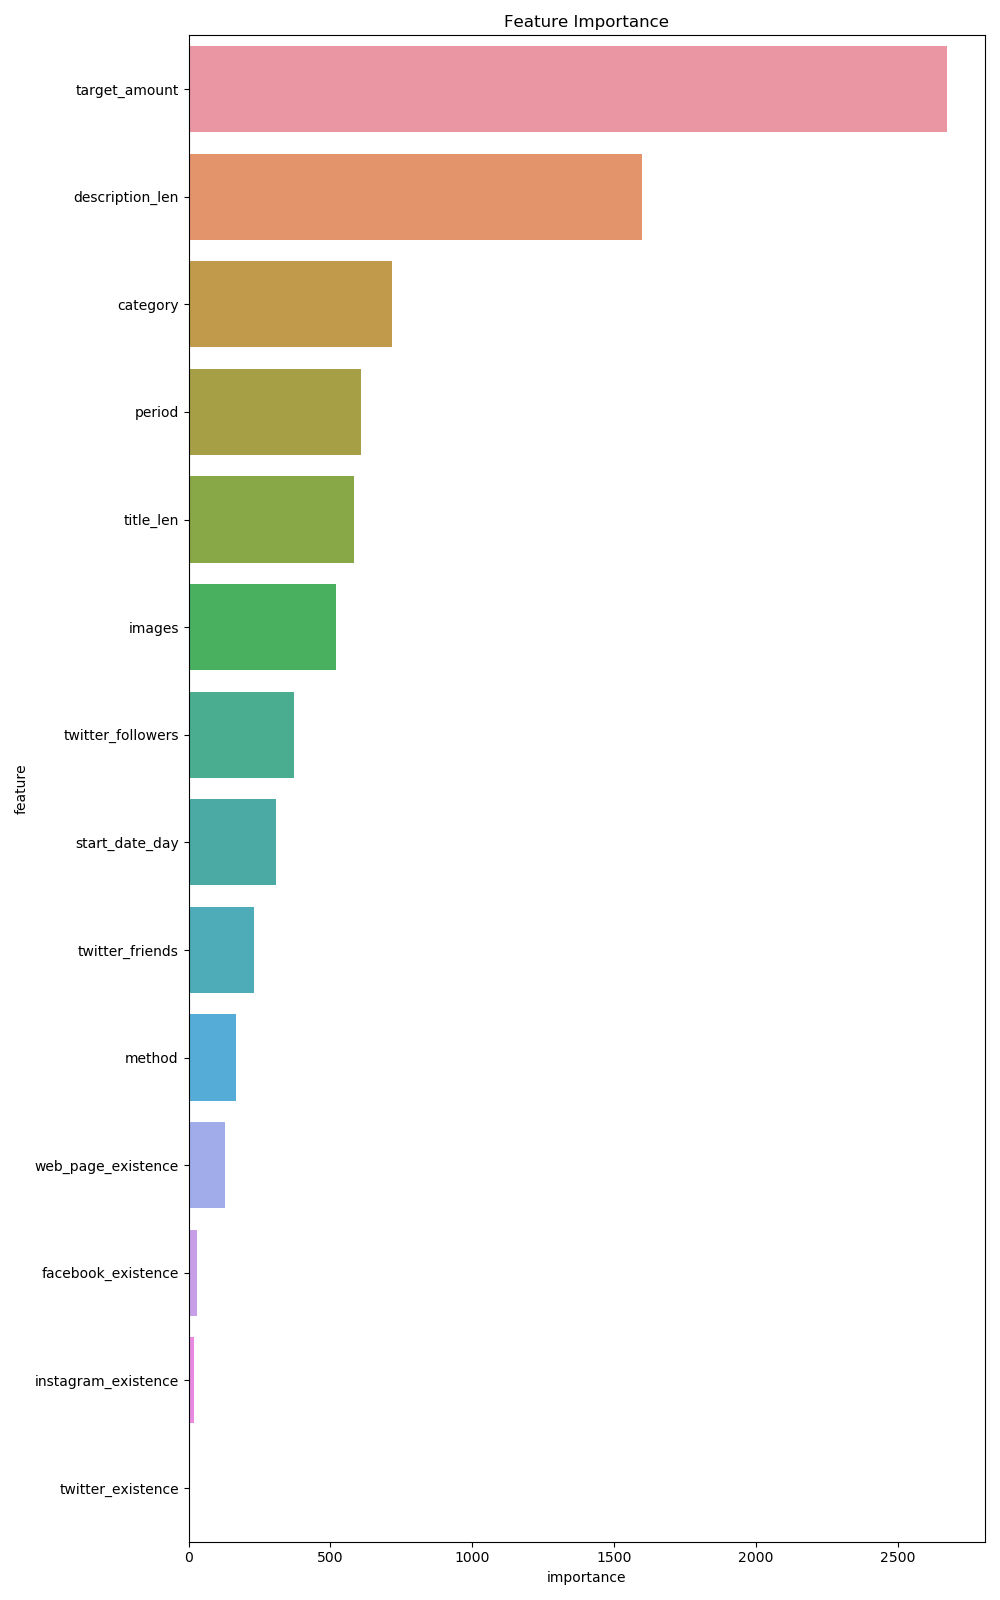 Feature Importance
target_amount
description_len
category
period
title_len
images
twitter_followers
start_date_day
twitter_friends
method
web_page_existence
facebook_existence
instagram_existence
twitter_existence
feature
0 500 1000 1500 2000 2500
importance